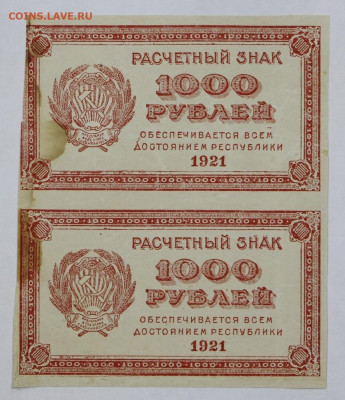 COINS.LAVE.RU
РАСЧЕТНЫЙ ЗНАК
1000
РУБЛЕЙ
ОБЕСПЕЧИВАЕТСЯ ВСЕМ
ДОСТОЯНИЕМ РЕСПУБЛИКИ
1921
РАСЧЕТНЫЙ ЗНАК
1000
РУБЛЕЙ
ОБЕСПЕЧИВАЕТСЯ ВСЕМ
ДОСТОЯНИЕМ РЕСПУБЛИКИ
1921